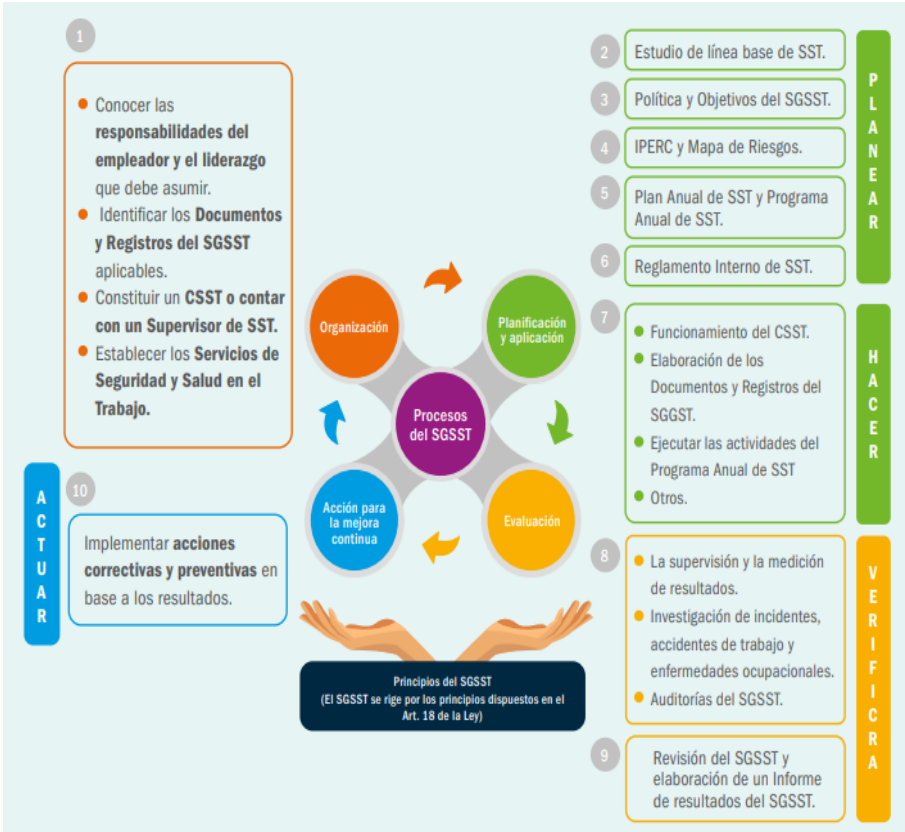 1
Conocer las
responsabilidades del
empleador y el liderazgo
que debe asumir.
Identificar los Documentos
y Registros del SGSST
aplicables.
Constituir un CSST o contar
con un Supervisor de SST.
Establecer los Servicios de
Seguridad y Salud en el
Trabajo.
2
Estudio de línea base de SST.
3
Política y Objetivos del SGSST.
4
IPERC y Mapa de Riesgos.
5
Plan Anual de SST y Programa
Anual de SST.
6
Reglamento Interno de SST.
PLANEAR
Organización
Planificación
y aplicación
Procesos
del SGSST
Acción para
la mejora
continua
Evaluación
7
Funcionamiento del CSST.
Elaboración de los
Documentos y Registros del
SGGST.
Ejecutar las actividades del
Programa Anual de SST
Otros.
HACER
8
La supervisión y la medición
de resultados.
Investigación de incidentes,
accidentes de trabajo y
enfermedades ocupacionales.
Auditorías del SGSST.
9
Revisión del SGSST y
elaboración de un Informe
de resultados del SGSST.
VERIFICRA
ACTUAR
10
Implementar acciones
correctivas y preventivas en
base a los resultados.
Principios del SGSST
(El SGSST se rige por los principios dispuestos en el
Art. 18 de la Ley)